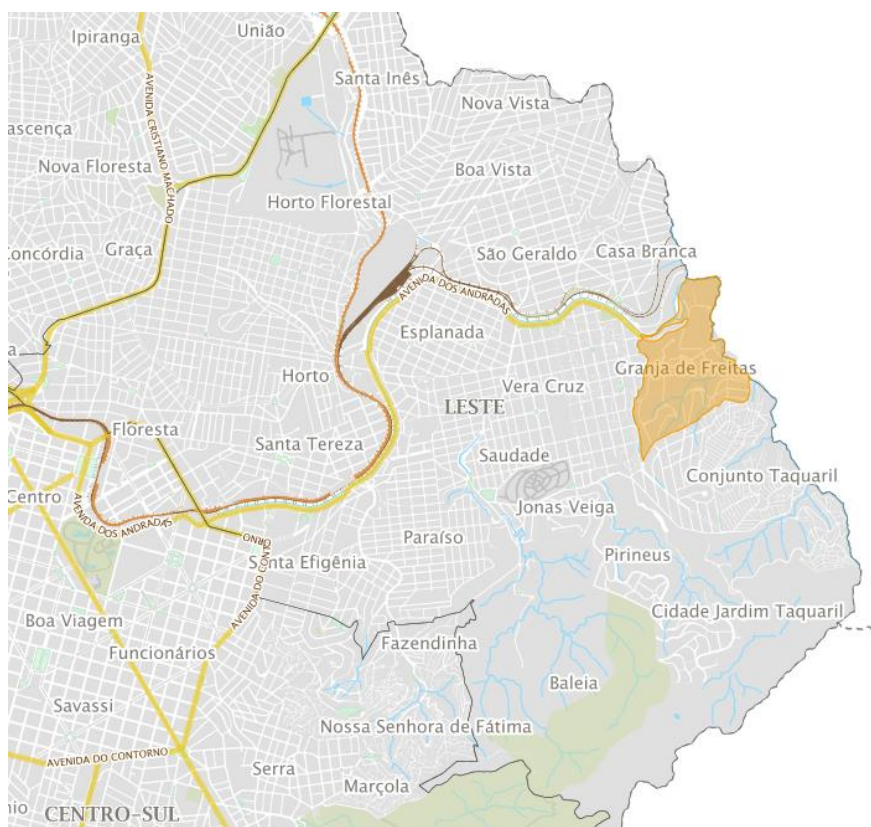 Ipiranga
União
Santa Inês
Nova Vista
AVENIDA CRISTIANO MACHADO
ascença
Nova Floresta
Boa Vista
Horto Florestal
Concórdia
Graça
São Geraldo
Casa Branca
AVENIDA DOS ANDRADAS
Esplanada
Granja de Freitas
Horto
Vera Cruz
LESTE
Floresta
Santa Tereza
Saudade
Conjunto Taquaril
Centro
AVENIDA DOS ANDRADAS
Jonas Veiga
Paraíso
AVENIDA DO CONTORNO
Santa Efigênia
Pirineus
Boa Viagem
Cidade Jardim Taquaril
Funcionários
Fazendinha
Baleia
Savassi
Nossa Senhora de Fátima
AVENIDA DO CONTORNO
Serra
Marçola
nio
CENTRO-SUL